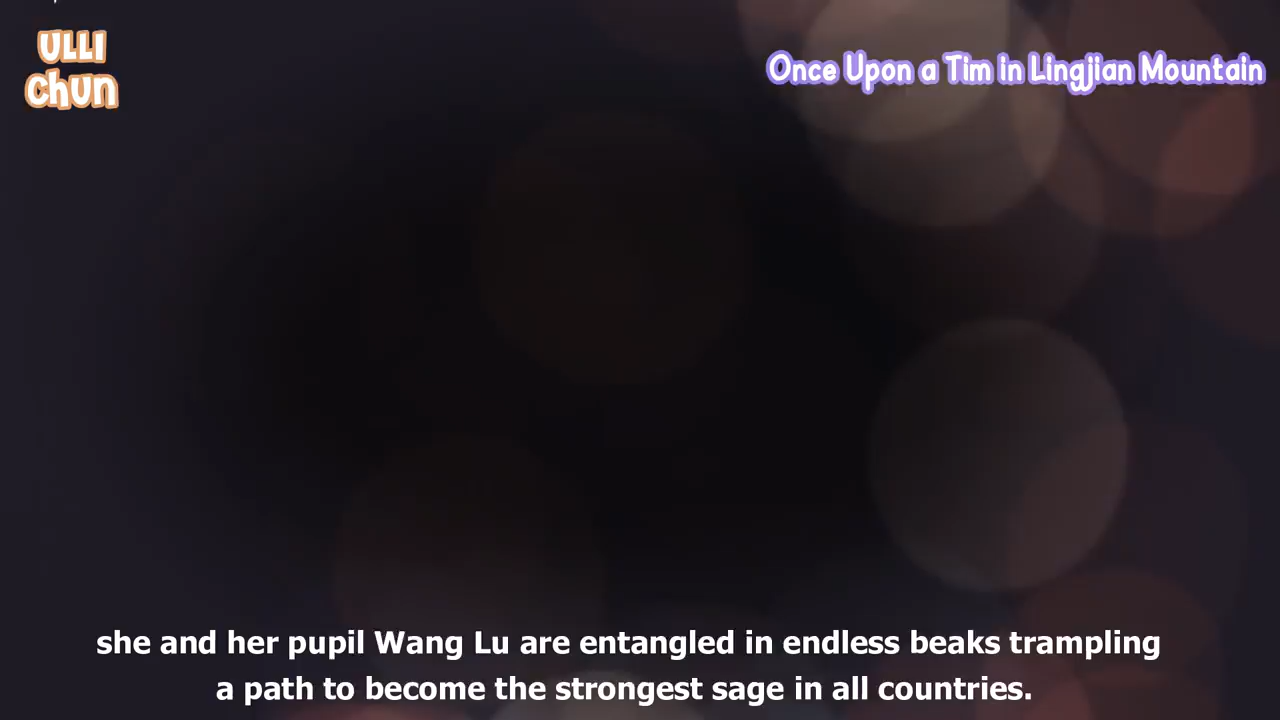 ULLI
Chun
Once Upon a Tim in Lingjian Mountain
she and her pupil Wang Lu are entangled in endless beaks trampling
a path to become the strongest sage in all countries.